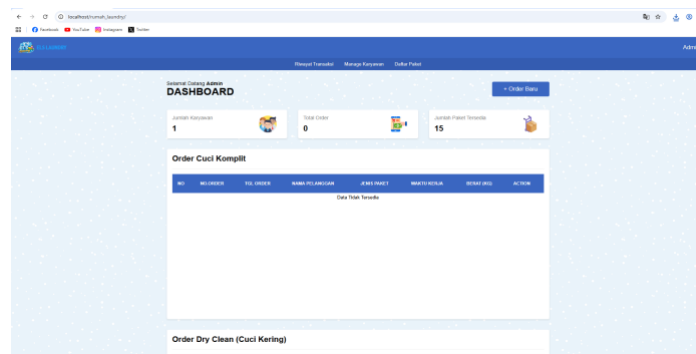 localhost/rumah_laundry/
Facebook YouTube Instagram Twitter
Admi
Riwayat Transaksi Manage Karyawan Daftar Paket
Selamat Datang Admin
DASHBOARD
+ Order Baru
Jumlah Karyawan
1
Total Order
0
Jumlah Paket Tersedia
15
Order Cuci Komplit
NO NO.ORDER TGL.ORDER NAMA PELANGGAN JENIS PAKET WAKTU KERJA BERAT (KG) ACTION
Data Tidak Tersedia
Order Dry Clean (Cuci Kering)